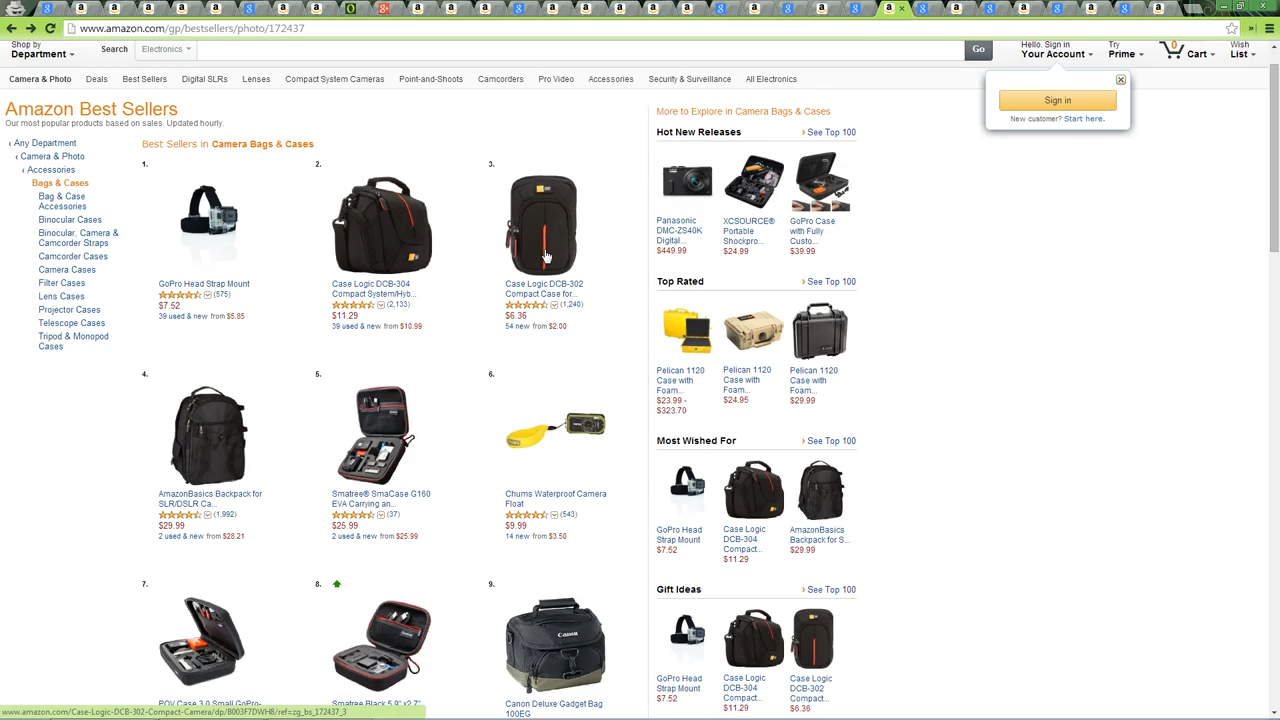 www.amazon.com/gp/bestsellers/photo/172437
Shop by
Department
Search
Electronics
Go
Hello. Sign in
Your Account
Try
Prime
0
Cart
Wish
List
Camera & Photo
Deals
Best Sellers
Digital SLRs
Lenses
Compact System Cameras
Point-and-Shoots
Camcorders
Pro Video
Accessories
Security & Surveillance
All Electronics
Sign in
New customer? Start here.
Amazon Best Sellers
Our most popular products based on sales. Updated hourly.
‹ Any Department
‹ Camera & Photo
‹ Accessories
Bags & Cases
Bag & Case
Accessories
Binocular Cases
Binocular, Camera &
Camcorder Straps
Camcorder Cases
Camera Cases
Filter Cases
Lens Cases
Projector Cases
Telescope Cases
Tripod & Monopod
Cases
Best Sellers in Camera Bags & Cases
1.
GoPro Head Strap Mount
(575)
$7.52
39 used & new from $5.85
2.
Case Logic DCB-304
Compact System/Hyb...
(2,133)
$11.29
39 used & new from $10.99
3.
Case Logic DCB-302
Compact Case for...
(1,240)
$6.36
54 new from $2.00
4.
AmazonBasics Backpack for
SLR/DSLR Ca...
(1,992)
$29.99
2 used & new from $28.21
5.
Smatree® SmaCase G160
EVA Carrying an...
(37)
$25.99
2 used & new from $25.99
6.
Chums Waterproof Camera
Float
(543)
$9.99
14 new from $3.50
7.
POV Case 3.0 Small GoPro-
8.
Smatree Black 5.9" x2.7"
9.
Canon
Canon Deluxe Gadget Bag
100EG
More to Explore in Camera Bags & Cases
Hot New Releases
› See Top 100
Panasonic
DMC-ZS40K
Digital...
$449.99
XCSOURCE®
Portable
Shockpro...
$24.99
GoPro Case
with Fully
Custo...
$39.99
Top Rated
› See Top 100
Pelican 1120
Case with
Foam...
$23.99 -
$323.70
Pelican 1120
Case with
Foam...
$24.95
Pelican 1120
Case with
Foam...
$29.99
Most Wished For
› See Top 100
GoPro Head
Strap Mount
$7.52
Case Logic
DCB-304
Compact...
$11.29
AmazonBasics
Backpack for S...
$29.99
Gift Ideas
› See Top 100
GoPro Head
Strap Mount
$7.52
Case Logic
DCB-304
Compact...
$11.29
Case Logic
DCB-302
Compact...
$6.36
www.amazon.com/Case-Logic-DCB-302-Compact-Camera/dp/B003F7DWH8/ref=zg_bs_172437_3